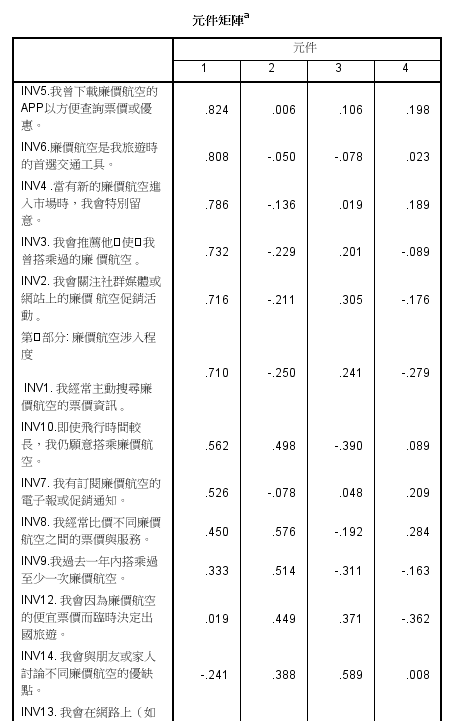 元件矩陣a
元件
1 2 3 4
INV5.我曾下載廉價航空的
APP以方便查詢票價或優
惠。
.824 .006 .106 .198
INV6.廉價航空是我旅遊時
的首選交通工具。
.808 -.050 -.078 .023
INV4 .當有新的廉價航空進
入市場時，我會特別留
意。
.786 -.136 .019 .189
INV3. 我會推薦他□使□我
曾搭乘過的廉 價航空 。
.732 -.229 .201 -.089
INV2. 我會關注社群媒體或
網站上的廉價 航空促銷活
動 。
.716 -.211 .305 -.176
第□部分: 廉價航空涉入程
度
INV1. 我經常主動搜尋廉
價航空的票價資訊 。
.710 -.250 .241 -.279
INV10.即使飛行時間較
長，我仍願意搭乘廉價航
空。
.562 .498 -.390 .089
INV7. 我有訂閱廉價航空的
電子報或促銷通知。
.526 -.078 .048 .209
INV8. 我經常比價不同廉價
航空之間的票價與服務。
.450 .576 -.192 .284
INV9.我過去一年內搭乘過
至少一次廉價航空。
.333 .514 -.311 -.163
INV12. 我會因為廉價航空
的便宜票價而臨時決定出
國旅遊。
.019 .449 .371 -.362
INV14. 我會與朋友或家人
討論不同廉價航空的優缺
點。
-.241 .388 .589 .008
INV13. 我會在網路上（如